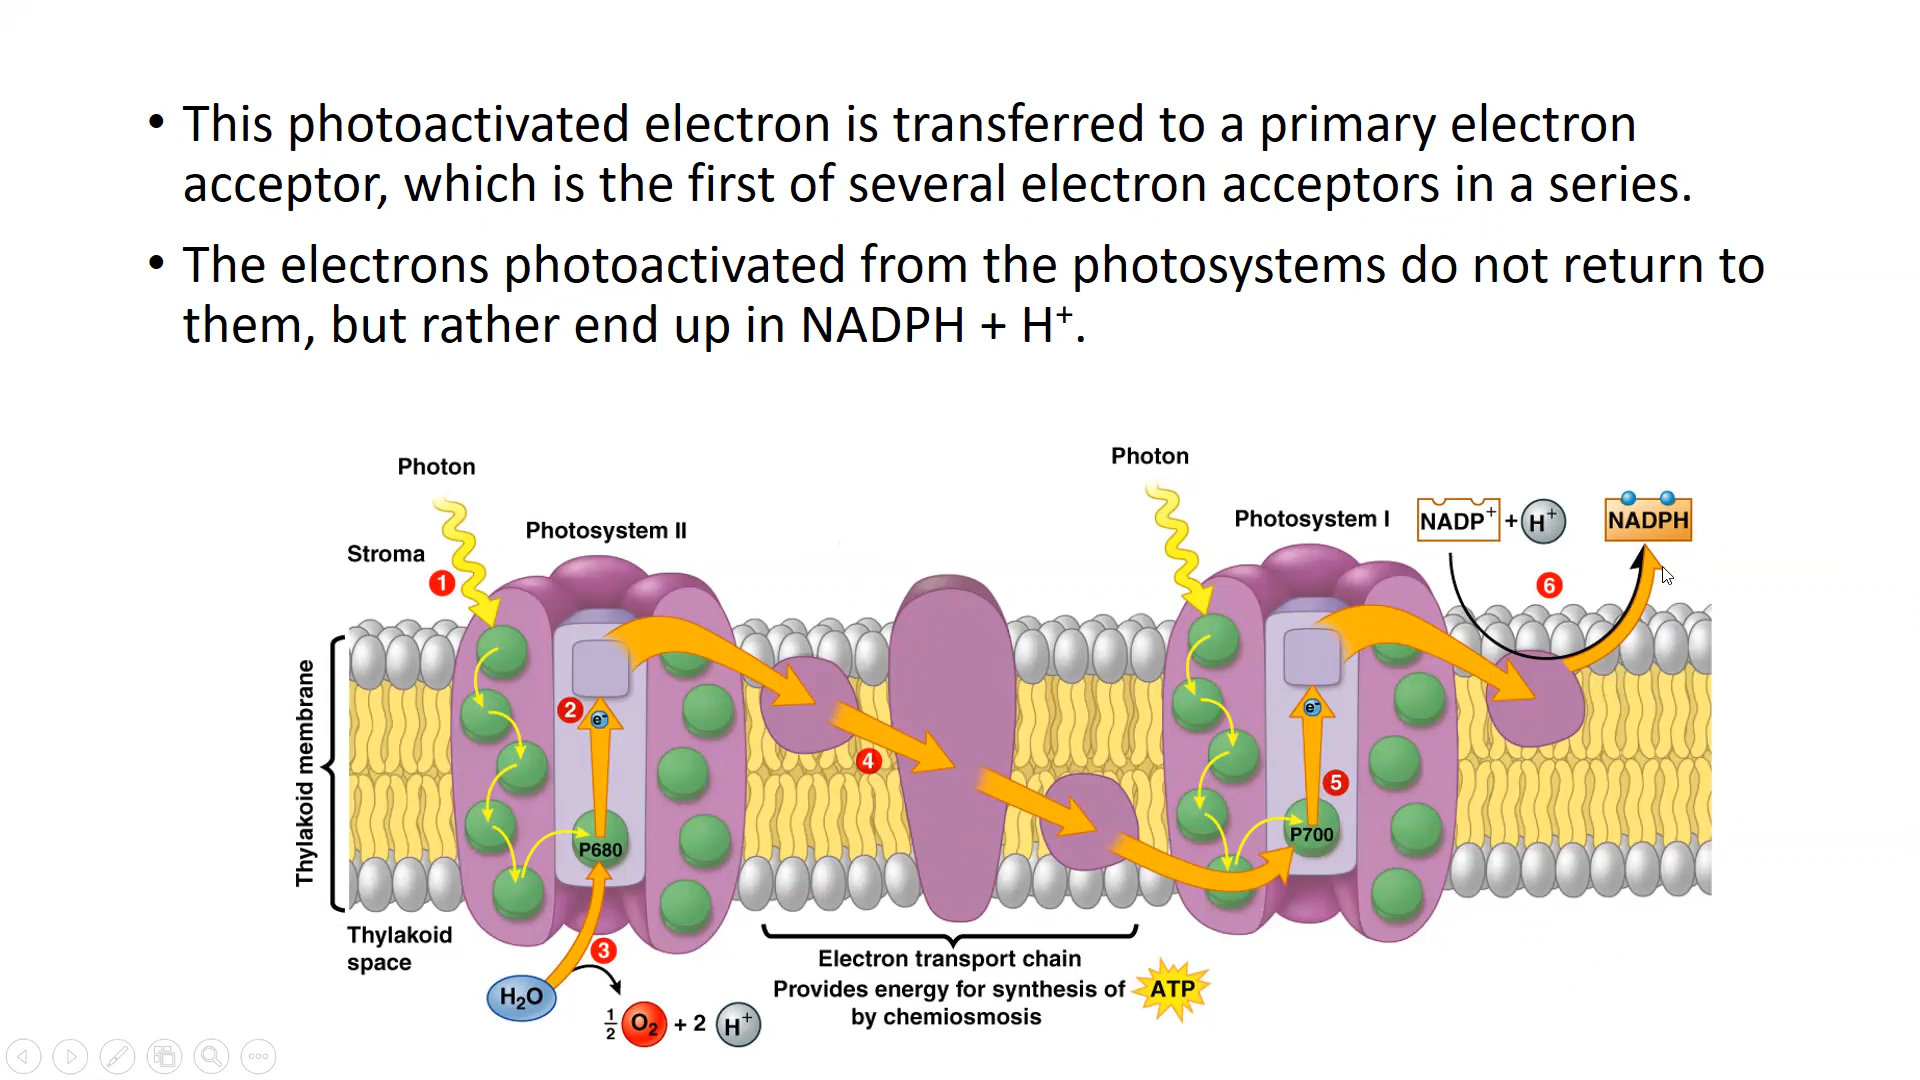 • This photoactivated electron is transferred to a primary electron
acceptor, which is the first of several electron acceptors in a series.
• The electrons photoactivated from the photosystems do not return to
them, but rather end up in NADPH + H⁺.
Photon
Photon
Photosystem II
Photosystem I
NADP⁺ + H⁺
NADPH
Stroma
1
6
Thylakoid membrane
2
e⁻
e⁻
4
5
P680
P700
Thylakoid
space
3
H₂O
½ O₂ + 2 H⁺
Electron transport chain
Provides energy for synthesis of ATP
by chemiosmosis